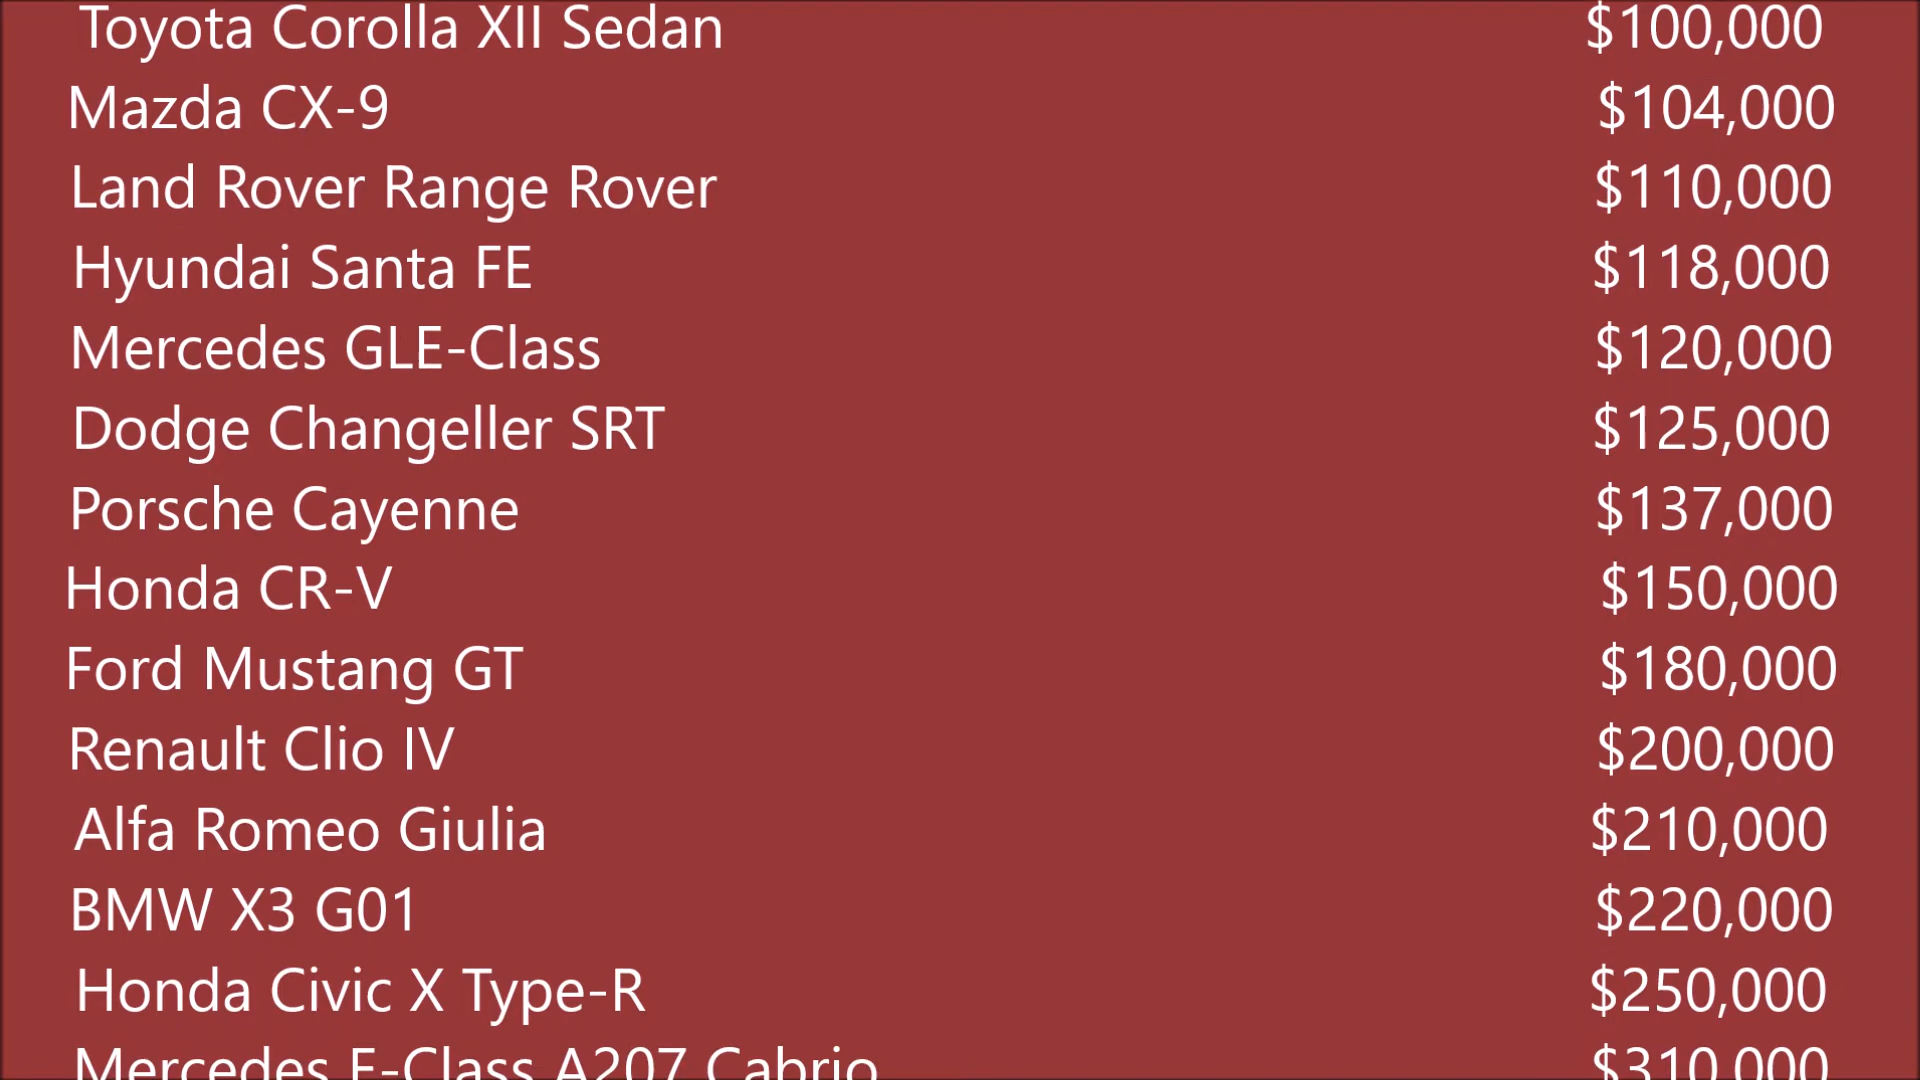 Toyota Corolla XII Sedan $100,000
Mazda CX-9 $104,000
Land Rover Range Rover $110,000
Hyundai Santa FE $118,000
Mercedes GLE-Class $120,000
Dodge Changeller SRT $125,000
Porsche Cayenne $137,000
Honda CR-V $150,000
Ford Mustang GT $180,000
Renault Clio IV $200,000
Alfa Romeo Giulia $210,000
BMW X3 G01 $220,000
Honda Civic X Type-R $250,000
Mercedes E-Class A207 Cabrio $310,000